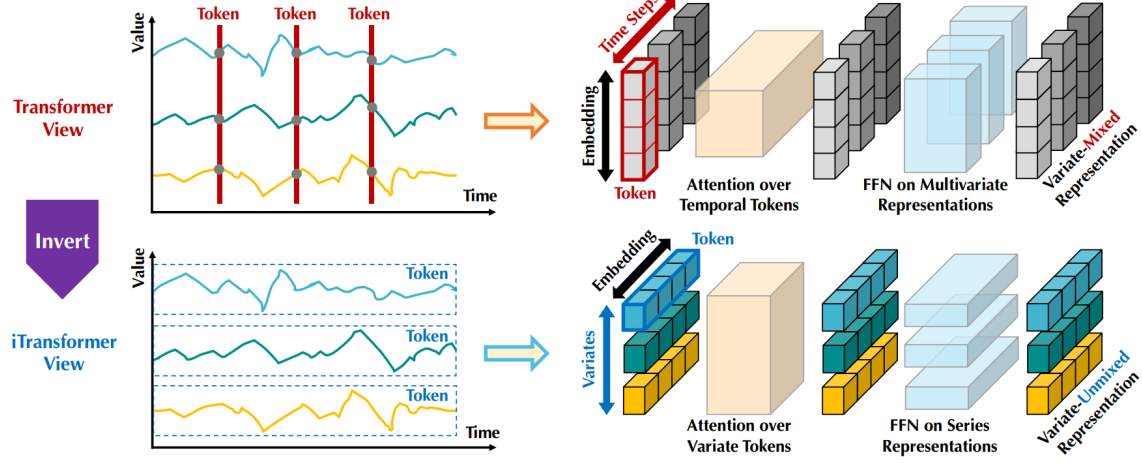 Token
Token
Token
Value
Transformer
View
Time
Time Steps
Embedding
Token
Attention over
Temporal Tokens
FFN on Multivariate
Representations
Variate-Mixed
Representation
Invert
Value
Token
iTransformer
View
Token
Token
Time
Embedding
Token
Variates
Attention over
Variate Tokens
FFN on Series
Representations
Variate-Unmixed
Representation